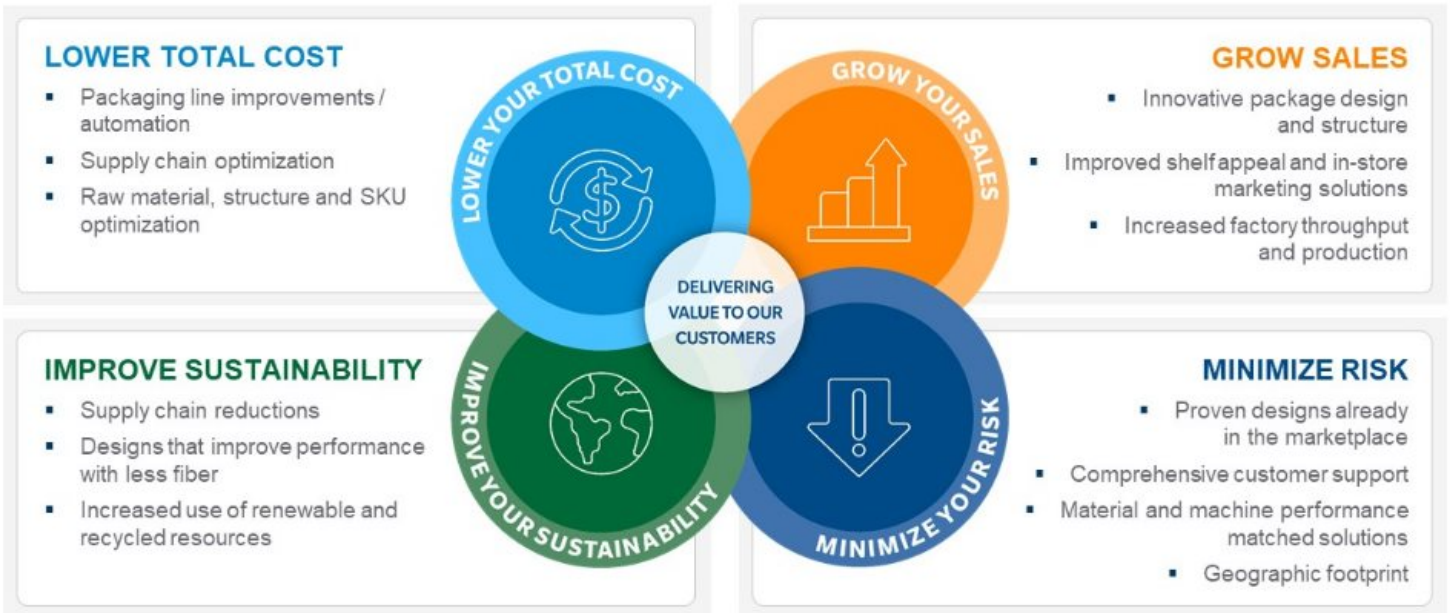 LOWER TOTAL COST
▪ Packaging line improvements /
automation
▪ Supply chain optimization
▪ Raw material, structure and SKU
optimization
LOWER YOUR TOTAL COST
GROW YOUR SALES
GROW SALES
▪ Innovative package design
and structure
▪ Improved shelf appeal and in-store
marketing solutions
▪ Increased factory throughput
and production
$
DELIVERING
VALUE TO OUR
CUSTOMERS
IMPROVE SUSTAINABILITY
▪ Supply chain reductions
▪ Designs that improve performance
with less fiber
▪ Increased use of renewable and
recycled resources
IMPROVE YOUR SUSTAINABILITY
MINIMIZE YOUR RISK
!
MINIMIZE RISK
▪ Proven designs already
in the marketplace
▪ Comprehensive customer support
▪ Material and machine performance
matched solutions
▪ Geographic footprint